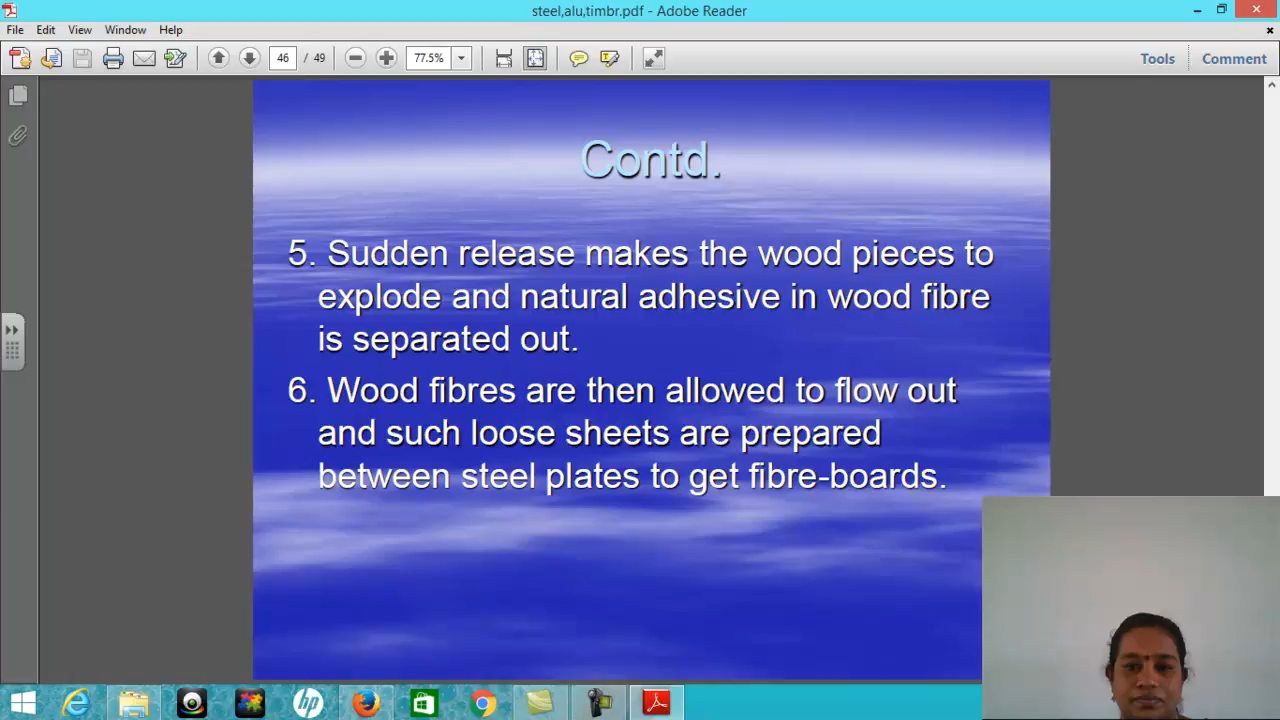 steel,alu,timbr.pdf - Adobe Reader
File Edit View Window Help
46 / 49 77.5% Tools Comment
Contd.
5. Sudden release makes the wood pieces to
explode and natural adhesive in wood fibre
is separated out.
6. Wood fibres are then allowed to flow out
and such loose sheets are prepared
between steel plates to get fibre-boards.
hp